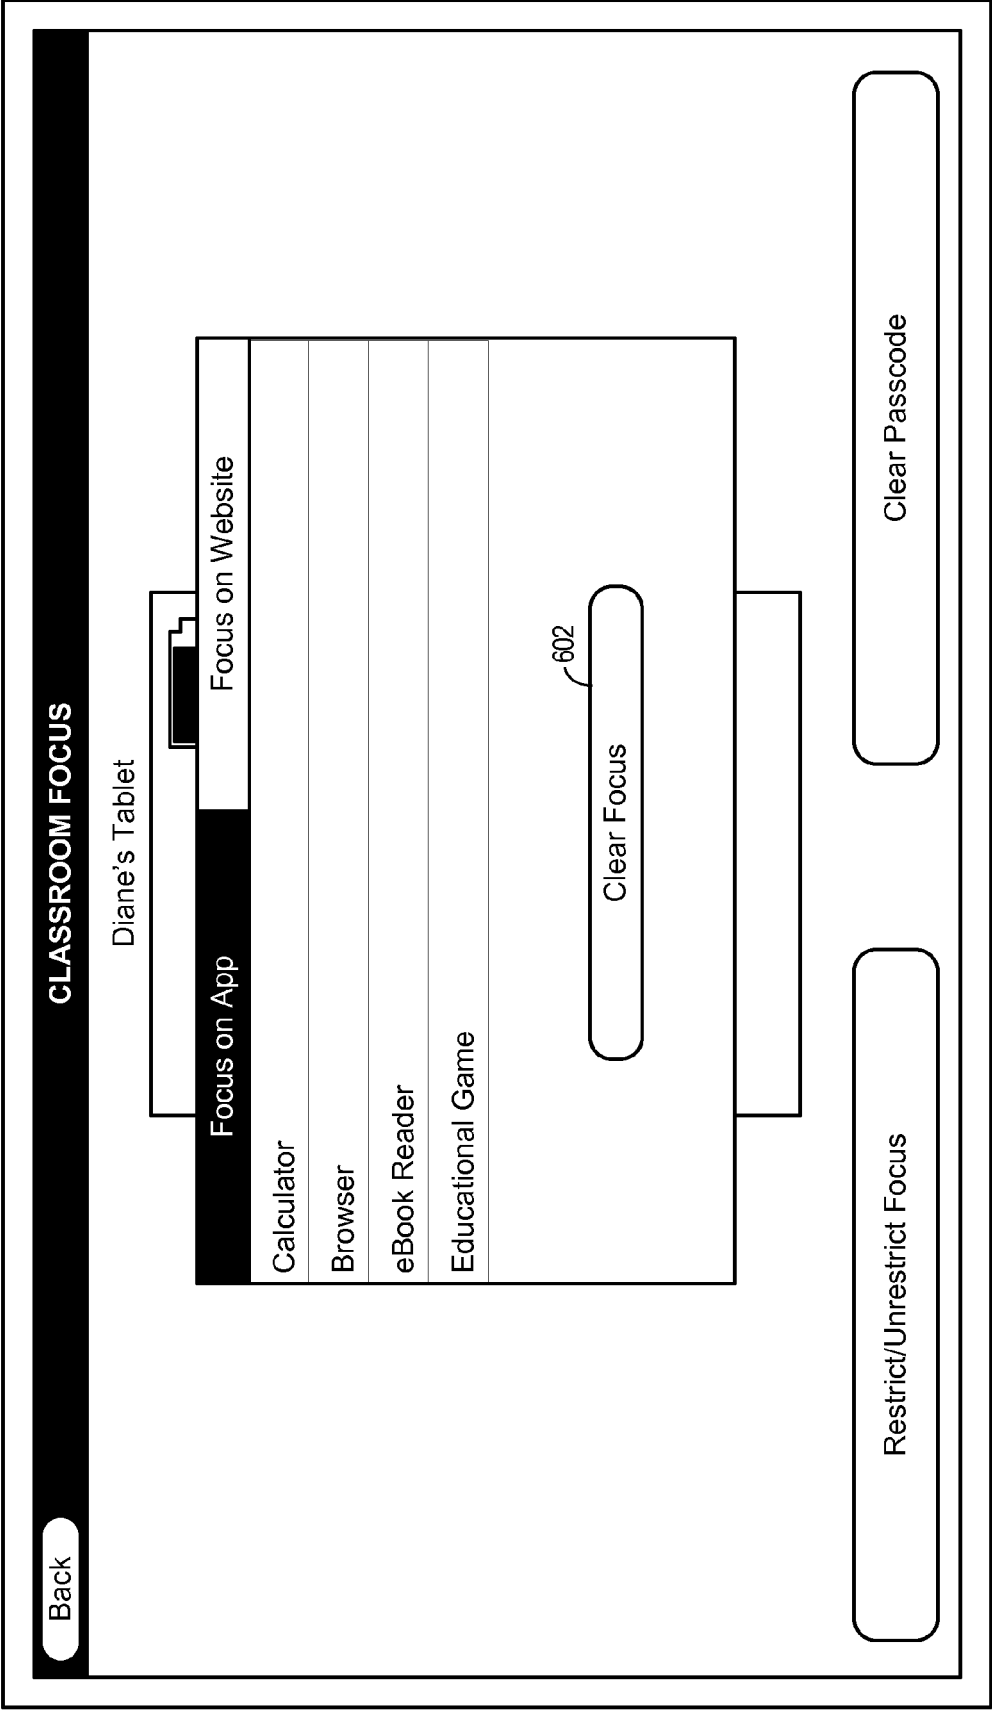 Back
CLASSROOM FOCUS
Diane's Tablet
Focus on App
Focus on Website
Calculator
Browser
eBook Reader
Educational Game
602
Clear Focus
Restrict/Unrestrict Focus
Clear Passcode